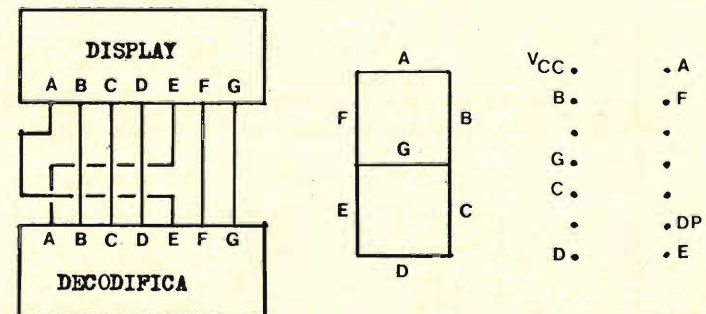 DISPLAY
A B C D E F G
A B C D E F G
DECODIFICA
A
F B
G
E C
D
VCC A
B F
G
C
DP
D E